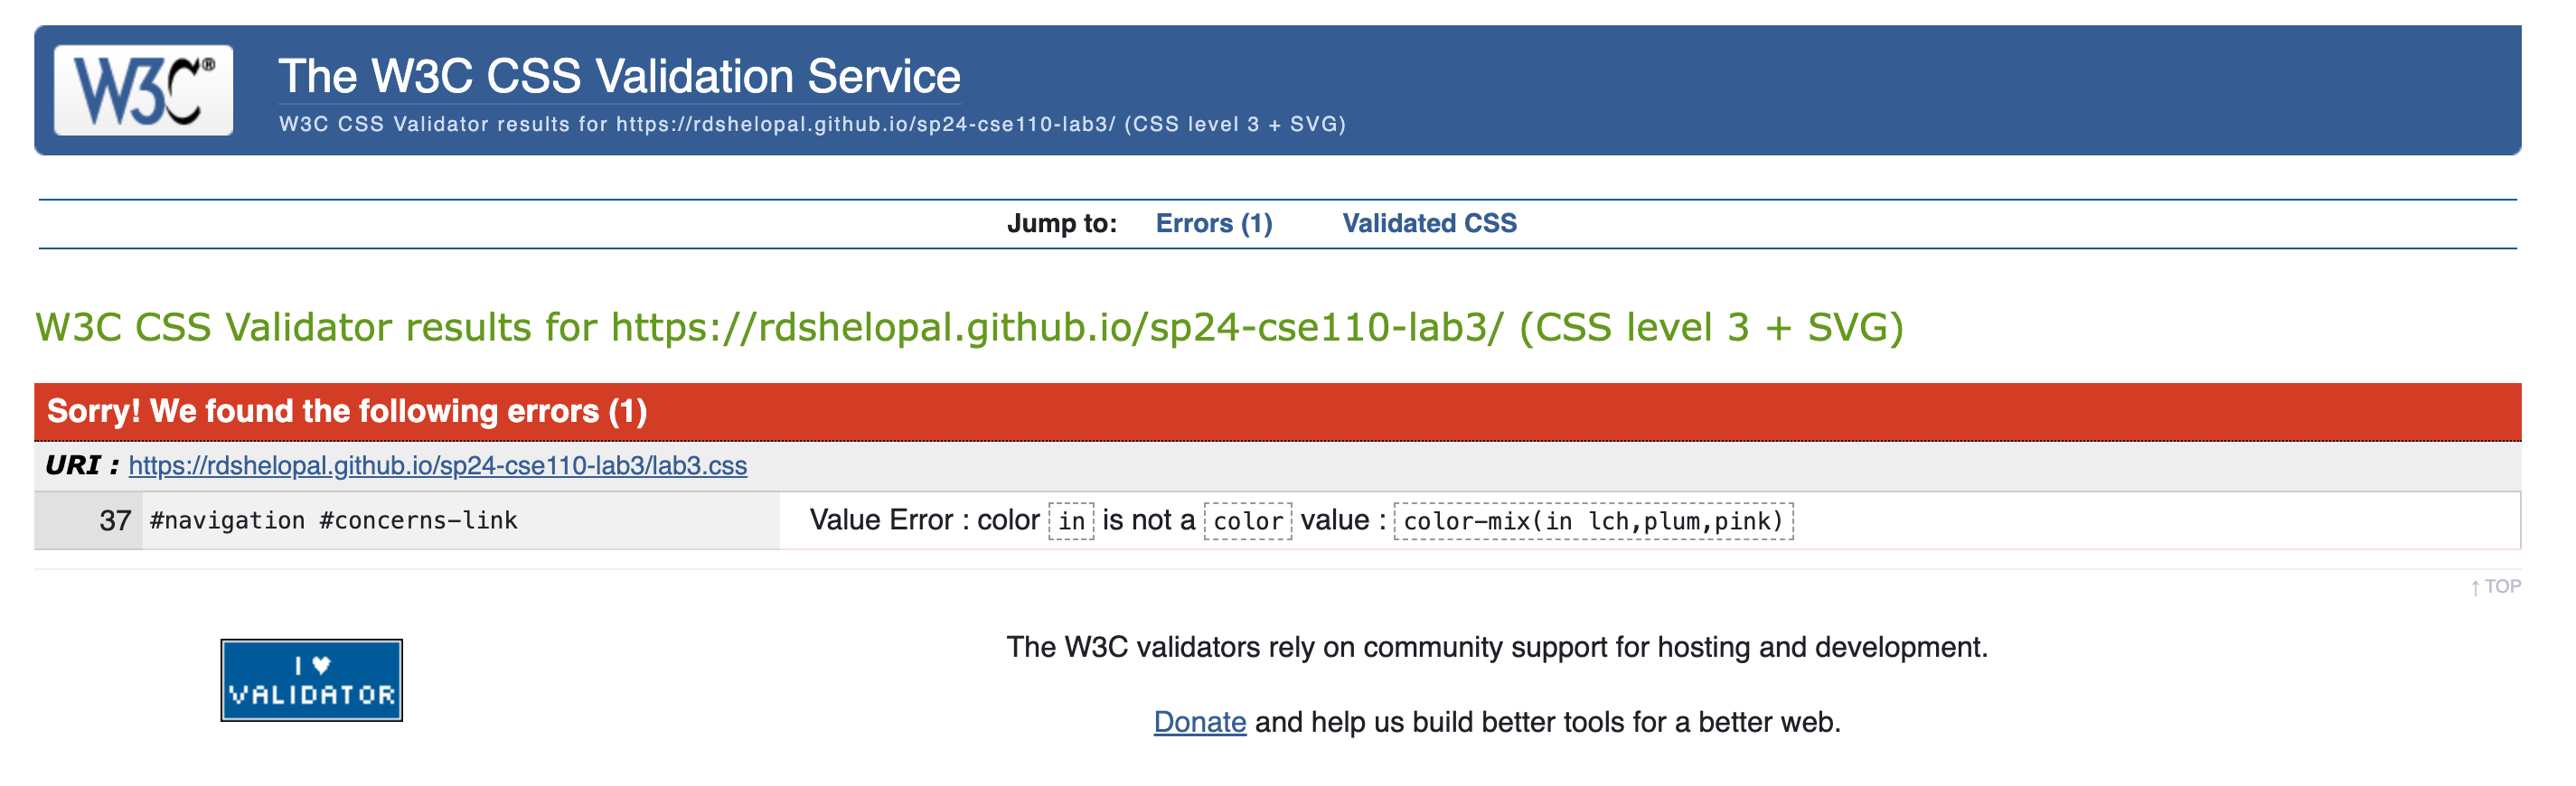 W3C®
The W3C CSS Validation Service
W3C CSS Validator results for https://rdshelopal.github.io/sp24-cse110-lab3/ (CSS level 3 + SVG)
Jump to: Errors (1) Validated CSS
W3C CSS Validator results for https://rdshelopal.github.io/sp24-cse110-lab3/ (CSS level 3 + SVG)
Sorry! We found the following errors (1)
URI : https://rdshelopal.github.io/sp24-cse110-lab3/lab3.css
37 #navigation #concerns-link Value Error : color in is not a color value : color-mix(in lch,plum,pink)
↑ TOP
I ♥
VALIDATOR
The W3C validators rely on community support for hosting and development.
Donate and help us build better tools for a better web.